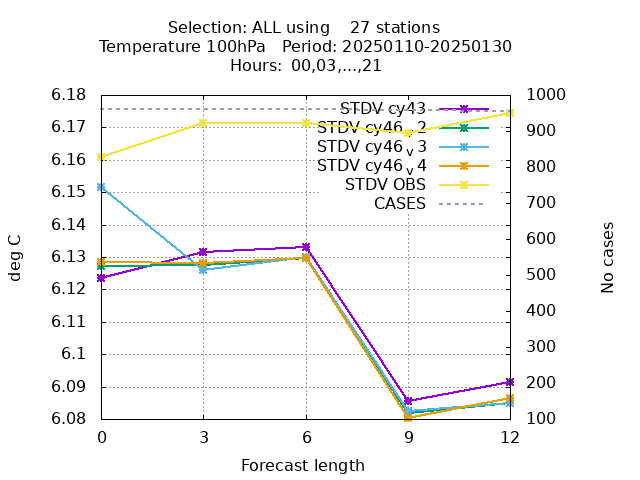 Selection: ALL using 27 stations
Temperature 100hPa Period: 20250110-20250130
Hours: 00,03,...,21
6.18
6.17
6.16
6.15
6.14
6.13
6.12
6.11
6.1
6.09
6.08
deg C
STDV cy43
STDV cy46_v2
STDV cy46_v3
STDV cy46_v4
STDV OBS
CASES
1000
900
800
700
600
500
400
300
200
100
No cases
0 3 6 9 12
Forecast length